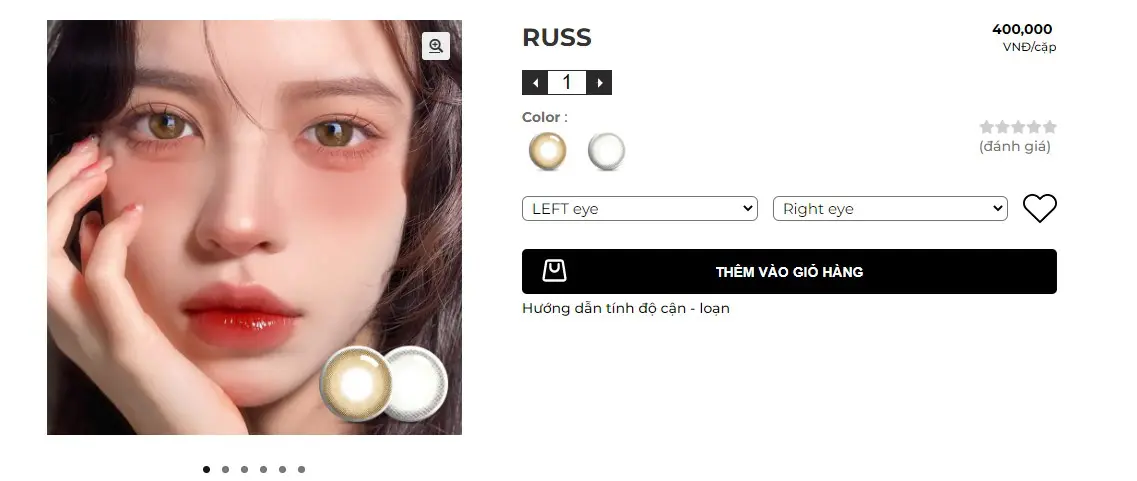 RUSS
400,000
VNĐ/cặp
1
Color :
(đánh giá)
LEFT eye
Right eye
THÊM VÀO GIỎ HÀNG
Hướng dẫn tính độ cận - loạn